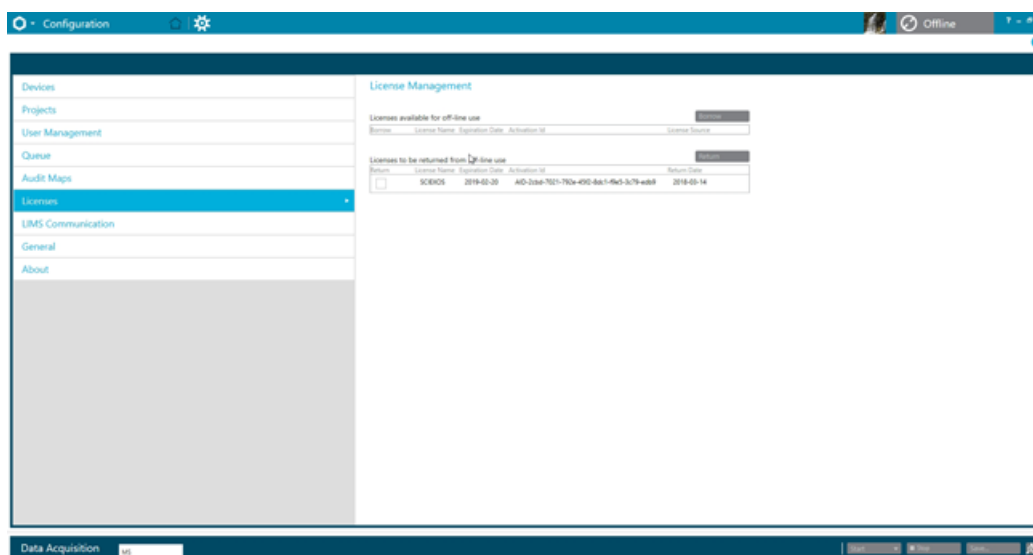 Configuration
Offline
?
Devices
Projects
User Management
Queue
Audit Maps
Licenses
LIMS Communication
General
About
License Management
Licenses available for off-line use
Borrow
Borrow License Name Expiration Date Activation Id License Source
Licenses to be returned from off-line use
Return
Return License Name Expiration Date Activation Id Return Date
SCIEXOS 2019-02-20 2018-03-14
Data Acquisition
MS
Start
Stop
Save...